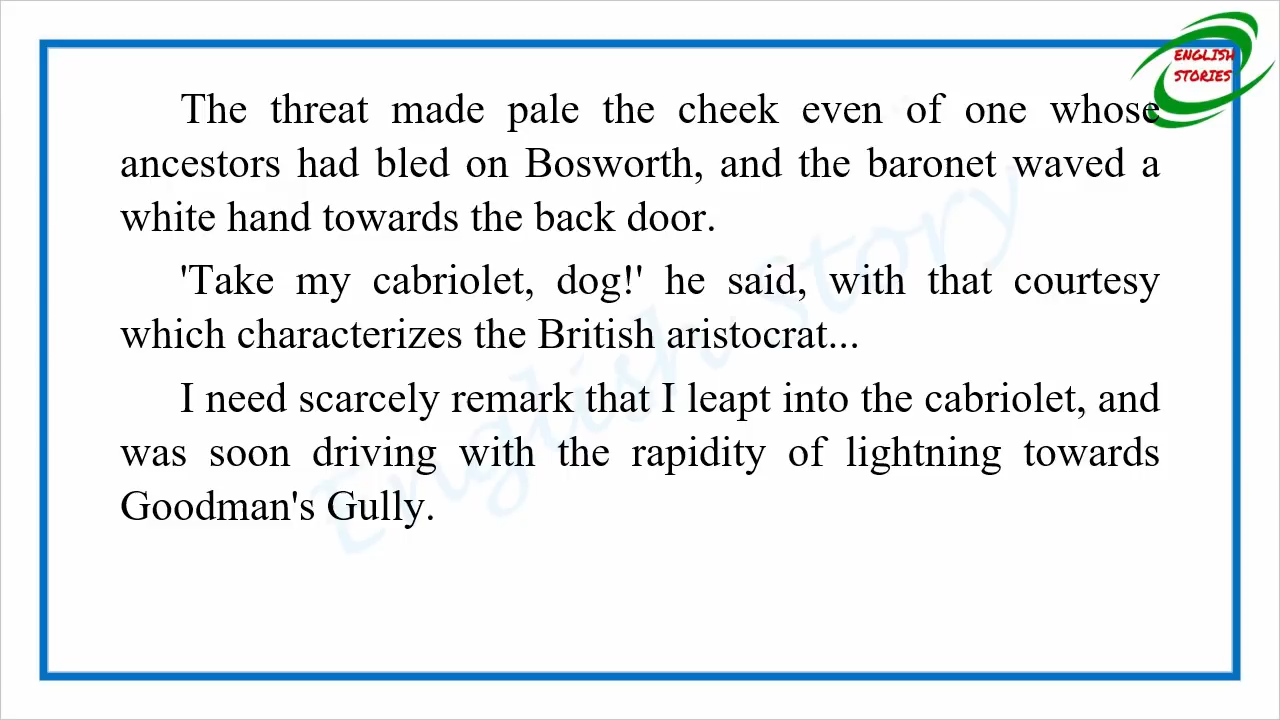 ENGLISH
STORIES
The threat made pale the cheek even of one whose
ancestors had bled on Bosworth, and the baronet waved a
white hand towards the back door.
'Take my cabriolet, dog!' he said, with that courtesy
which characterizes the British aristocrat...
I need scarcely remark that I leapt into the cabriolet, and
was soon driving with the rapidity of lightning towards
Goodman's Gully.
English Story